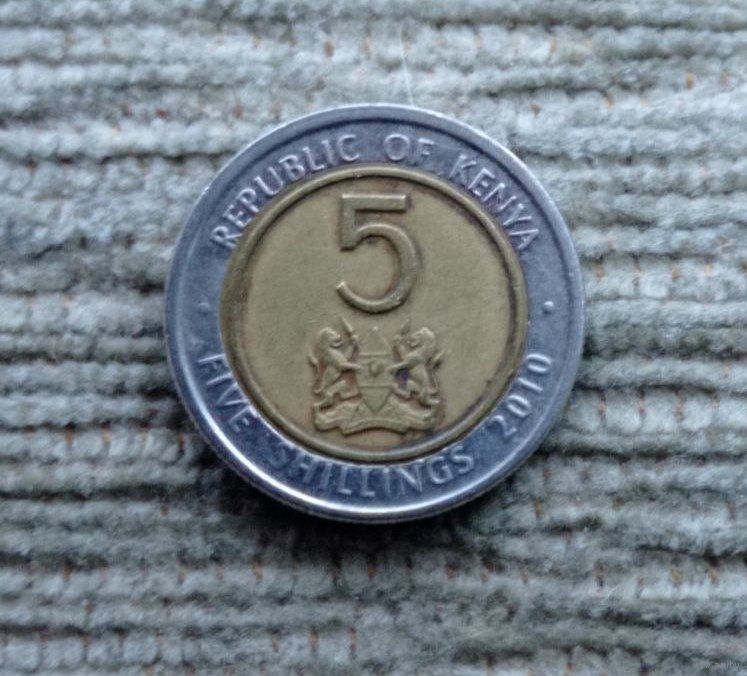 REPUBLIC OF KENYA
5
FIVE SHILLINGS 2010